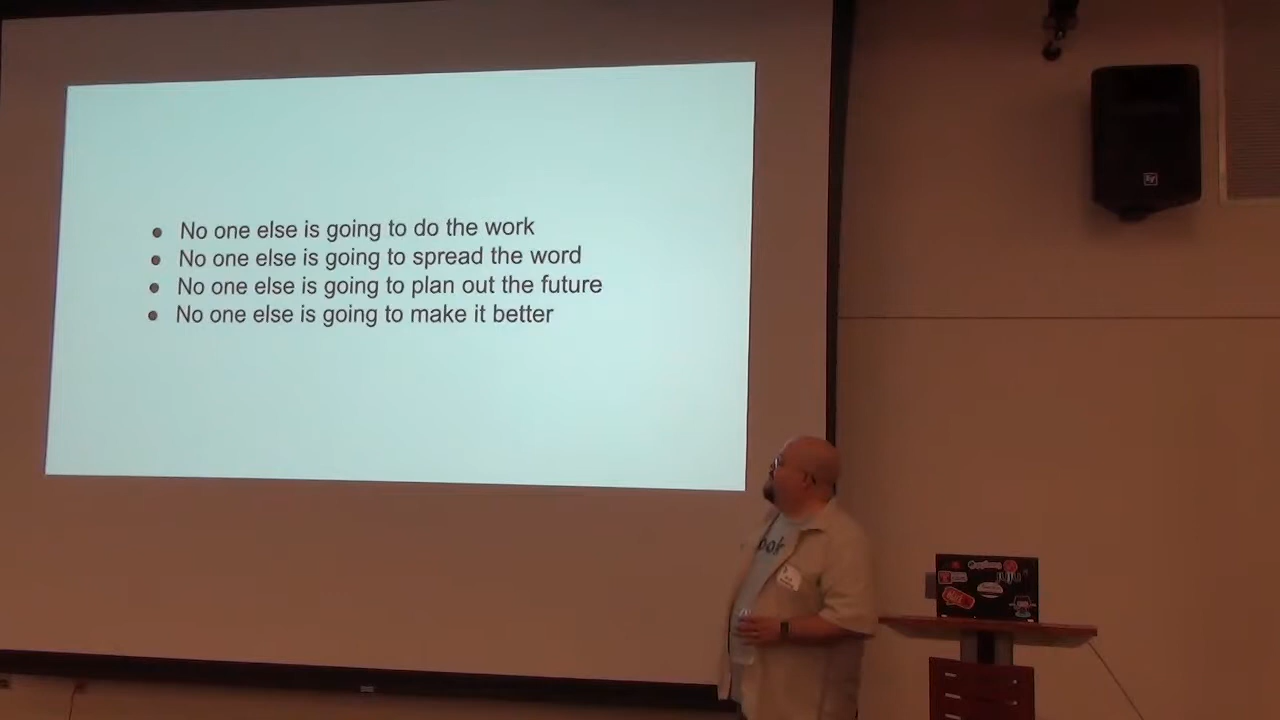 ● No one else is going to do the work
● No one else is going to spread the word
● No one else is going to plan out the future
● No one else is going to make it better
EV